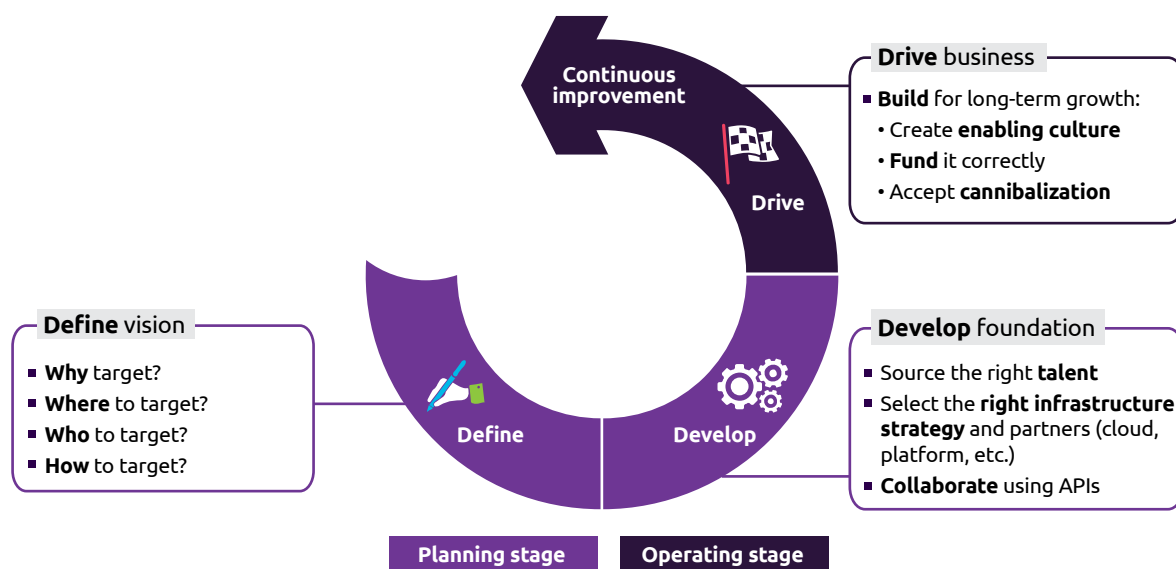 Continuous
improvement
Drive
Drive business
Build for long-term growth:
• Create enabling culture
• Fund it correctly
• Accept cannibalization
Define vision
Why target?
Where to target?
Who to target?
How to target?
Define
Develop
Develop foundation
Source the right talent
Select the right infrastructure
strategy and partners (cloud,
platform, etc.)
Collaborate using APIs
Planning stage
Operating stage